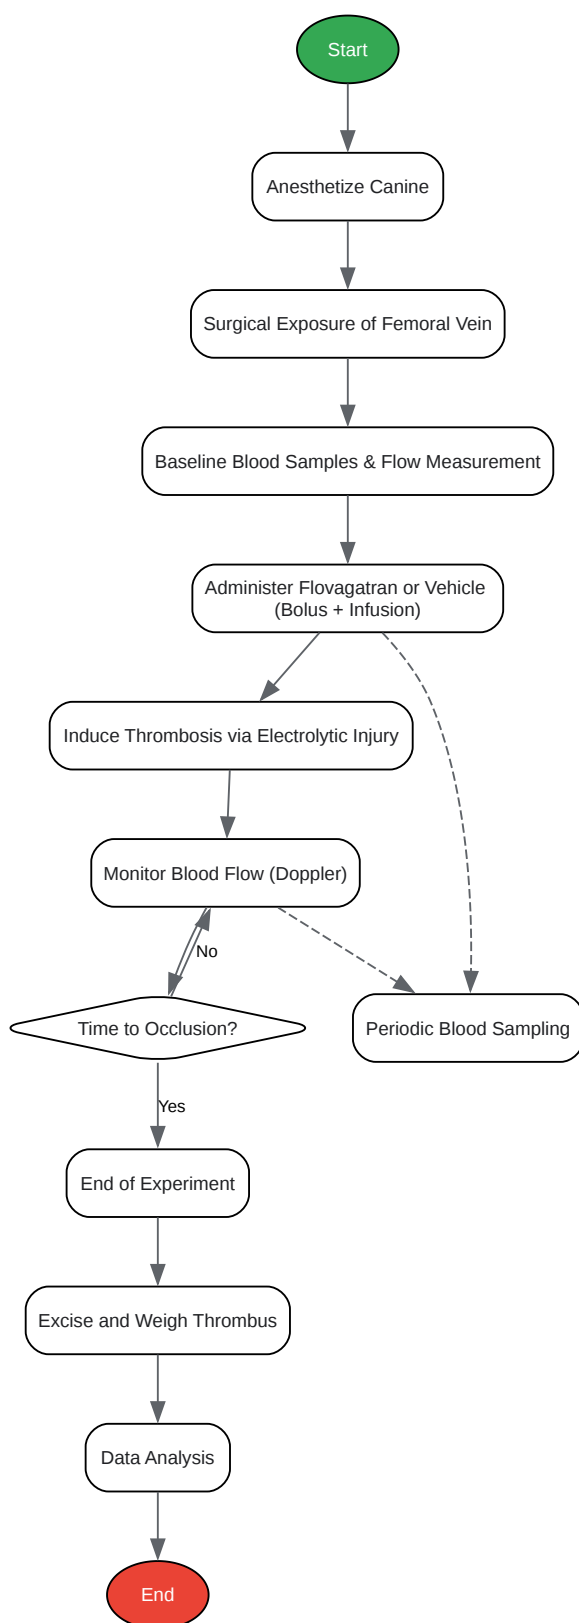 Start
Anesthetize Canine
Surgical Exposure of Femoral Vein
Baseline Blood Samples & Flow Measurement
Administer Flovagatran or Vehicle
(Bolus + Infusion)
Induce Thrombosis via Electrolytic Injury
Monitor Blood Flow (Doppler)
No
Time to Occlusion?
Periodic Blood Sampling
Yes
End of Experiment
Excise and Weigh Thrombus
Data Analysis
End